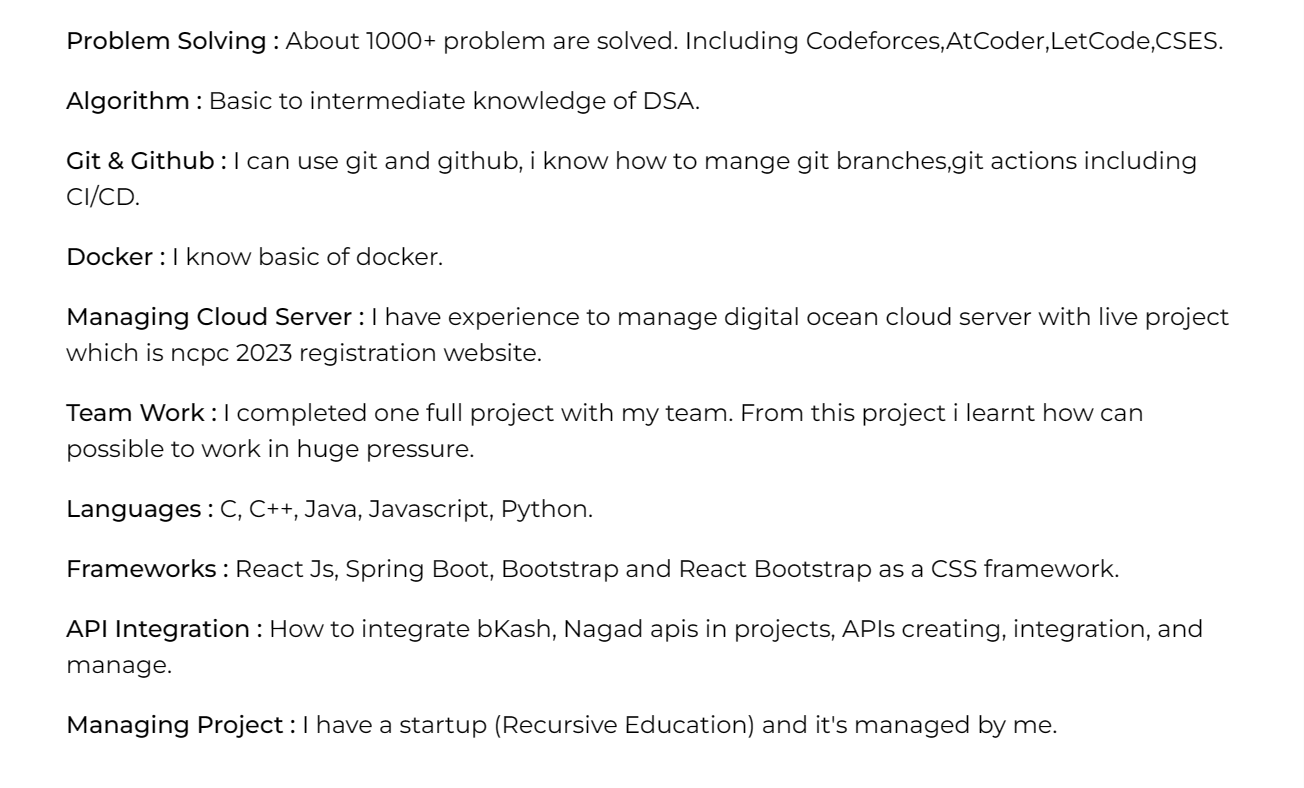 Problem Solving : About 1000+ problem are solved. Including Codeforces,AtCoder,LetCode,CSES.
Algorithm : Basic to intermediate knowledge of DSA.
Git & Github : I can use git and github, i know how to mange git branches,git actions including
CI/CD.
Docker : I know basic of docker.
Managing Cloud Server : I have experience to manage digital ocean cloud server with live project
which is ncpc 2023 registration website.
Team Work : I completed one full project with my team. From this project i learnt how can
possible to work in huge pressure.
Languages : C, C++, Java, Javascript, Python.
Frameworks : React Js, Spring Boot, Bootstrap and React Bootstrap as a CSS framework.
API Integration : How to integrate bKash, Nagad apis in projects, APIs creating, integration, and
manage.
Managing Project : I have a startup (Recursive Education) and it's managed by me.